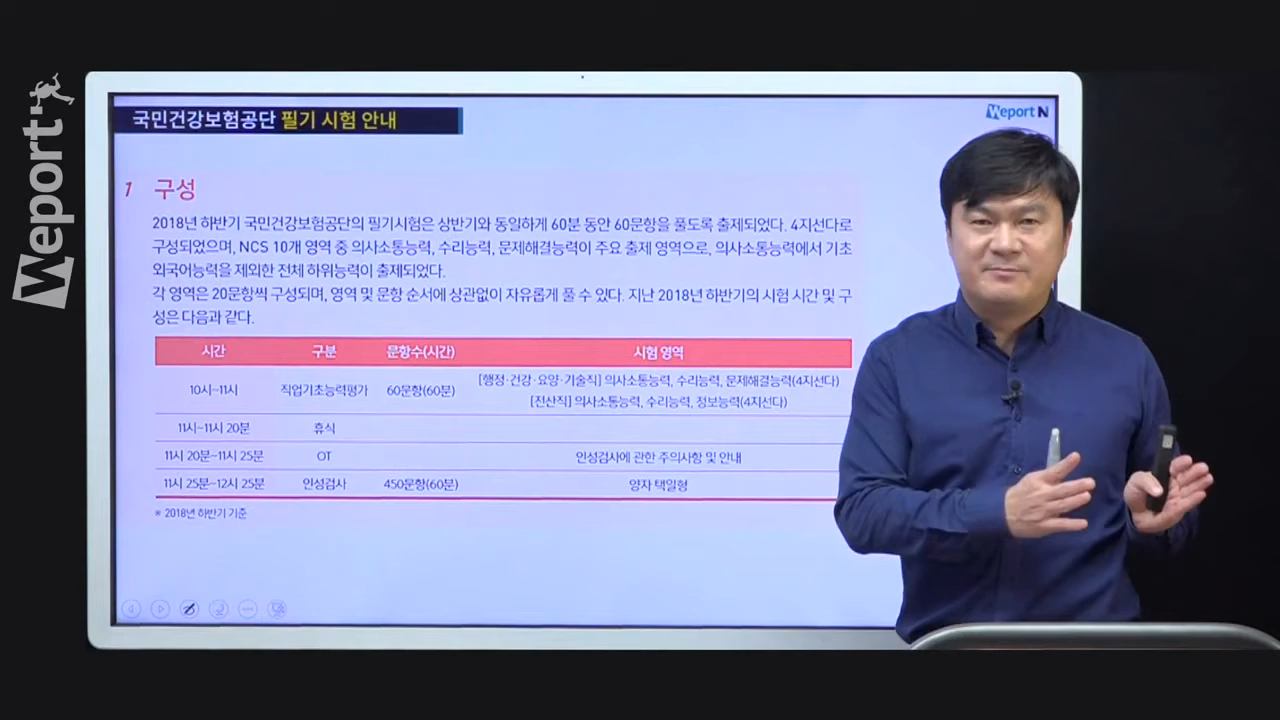 Weport
국민건강보험공단 필기 시험 안내
Weport N
1 구성
2018년 하반기 국민건강보험공단의 필기시험은 상반기와 동일하게 60분 동안 60문항을 풀도록 출제되었다. 4지선다로
구성되었으며, NCS 10개 영역 중 의사소통능력, 수리능력, 문제해결능력이 주요 출제 영역으로, 의사소통능력에서 기초
외국어능력을 제외한 전체 하위능력이 출제되었다.
각 영역은 20문항씩 구성되며, 영역 및 문항 순서에 상관없이 자유롭게 풀 수 있다. 지난 2018년 하반기의 시험 시간 및 구
성은 다음과 같다.
시간 구분 문항수(시간) 시험 영역
10시~11시 직업기초능력평가 60문항(60분) [행정·건강·요양·기술직] 의사소통능력, 수리능력, 문제해결능력(4지선다)
[전산직] 의사소통능력, 수리능력, 정보능력(4지선다)
11시~11시 20분 휴식
11시 20분~11시 25분 OT 인성검사에 관한 주의사항 및 안내
11시 25분~12시 25분 인성검사 450문항(60분) 양자 택일형
※ 2018년 하반기 기준